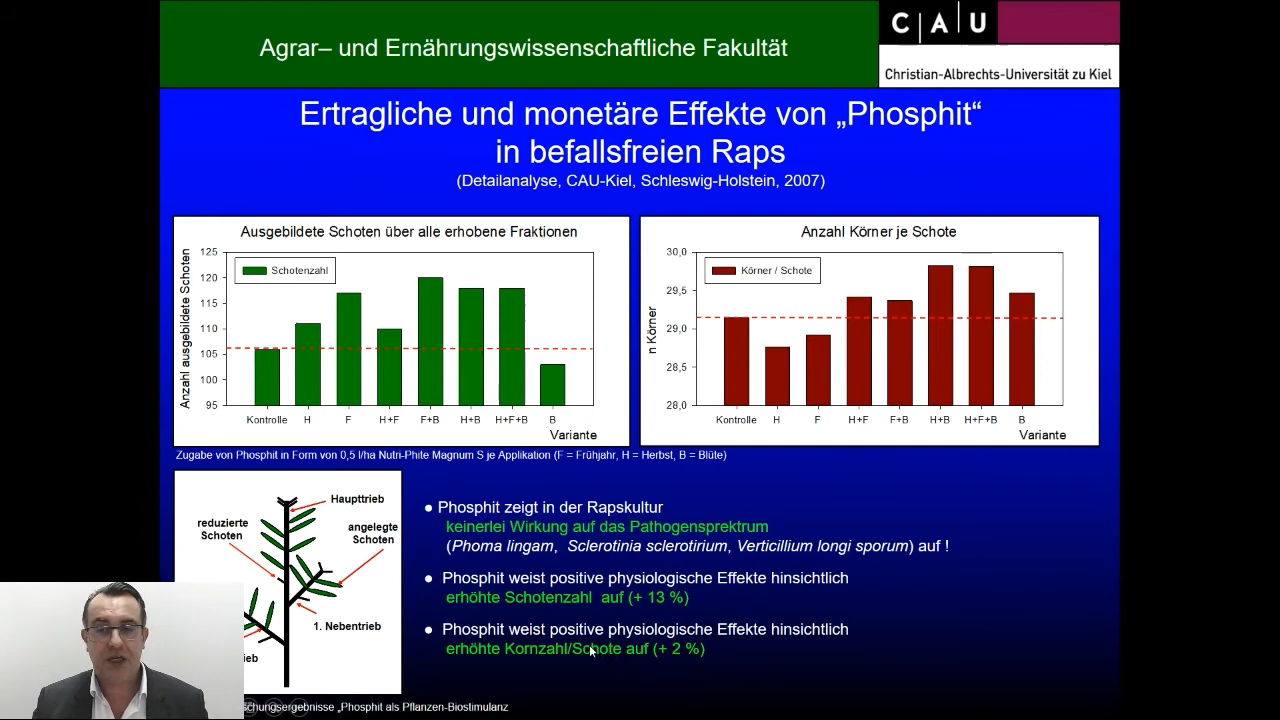 Agrar– und Ernährungswissenschaftliche Fakultät
C|A|U
Christian-Albrechts-Universität zu Kiel
Ertragliche und monetäre Effekte von „Phosphit“
in befallsfreien Raps
(Detailanalyse, CAU-Kiel, Schleswig-Holstein, 2007)
Ausgebildete Schoten über alle erhobene Fraktionen
Anzahl ausgebildete Schoten
125
120
115
110
105
100
95
Schotenzahl
Kontrolle H F H+F F+B H+B H+F+B B
Variante
Anzahl Körner je Schote
n Körner
30,0
29,5
29,0
28,5
28,0
Körner / Schote
Kontrolle H F H+F F+B H+B H+F+B B
Variante
Zugabe von Phosphit in Form von 0,5 l/ha Nutri-Phite Magnum S je Applikation (F = Frühjahr, H = Herbst, B = Blüte)
Haupttrieb
reduzierte
Schoten
angelegte
Schoten
1. Nebentrieb
ieb
● Phosphit zeigt in der Rapskultur
keinerlei Wirkung auf das Pathogensprektrum
(Phoma lingam, Sclerotinia sclerotirium, Verticillium longi sporum) auf !
● Phosphit weist positive physiologische Effekte hinsichtlich
erhöhte Schotenzahl auf (+ 13 %)
● Phosphit weist positive physiologische Effekte hinsichtlich
erhöhte Kornzahl/Schote auf (+ 2 %)
schungsergebnisse „Phosphit als Pflanzen-Biostimulanz